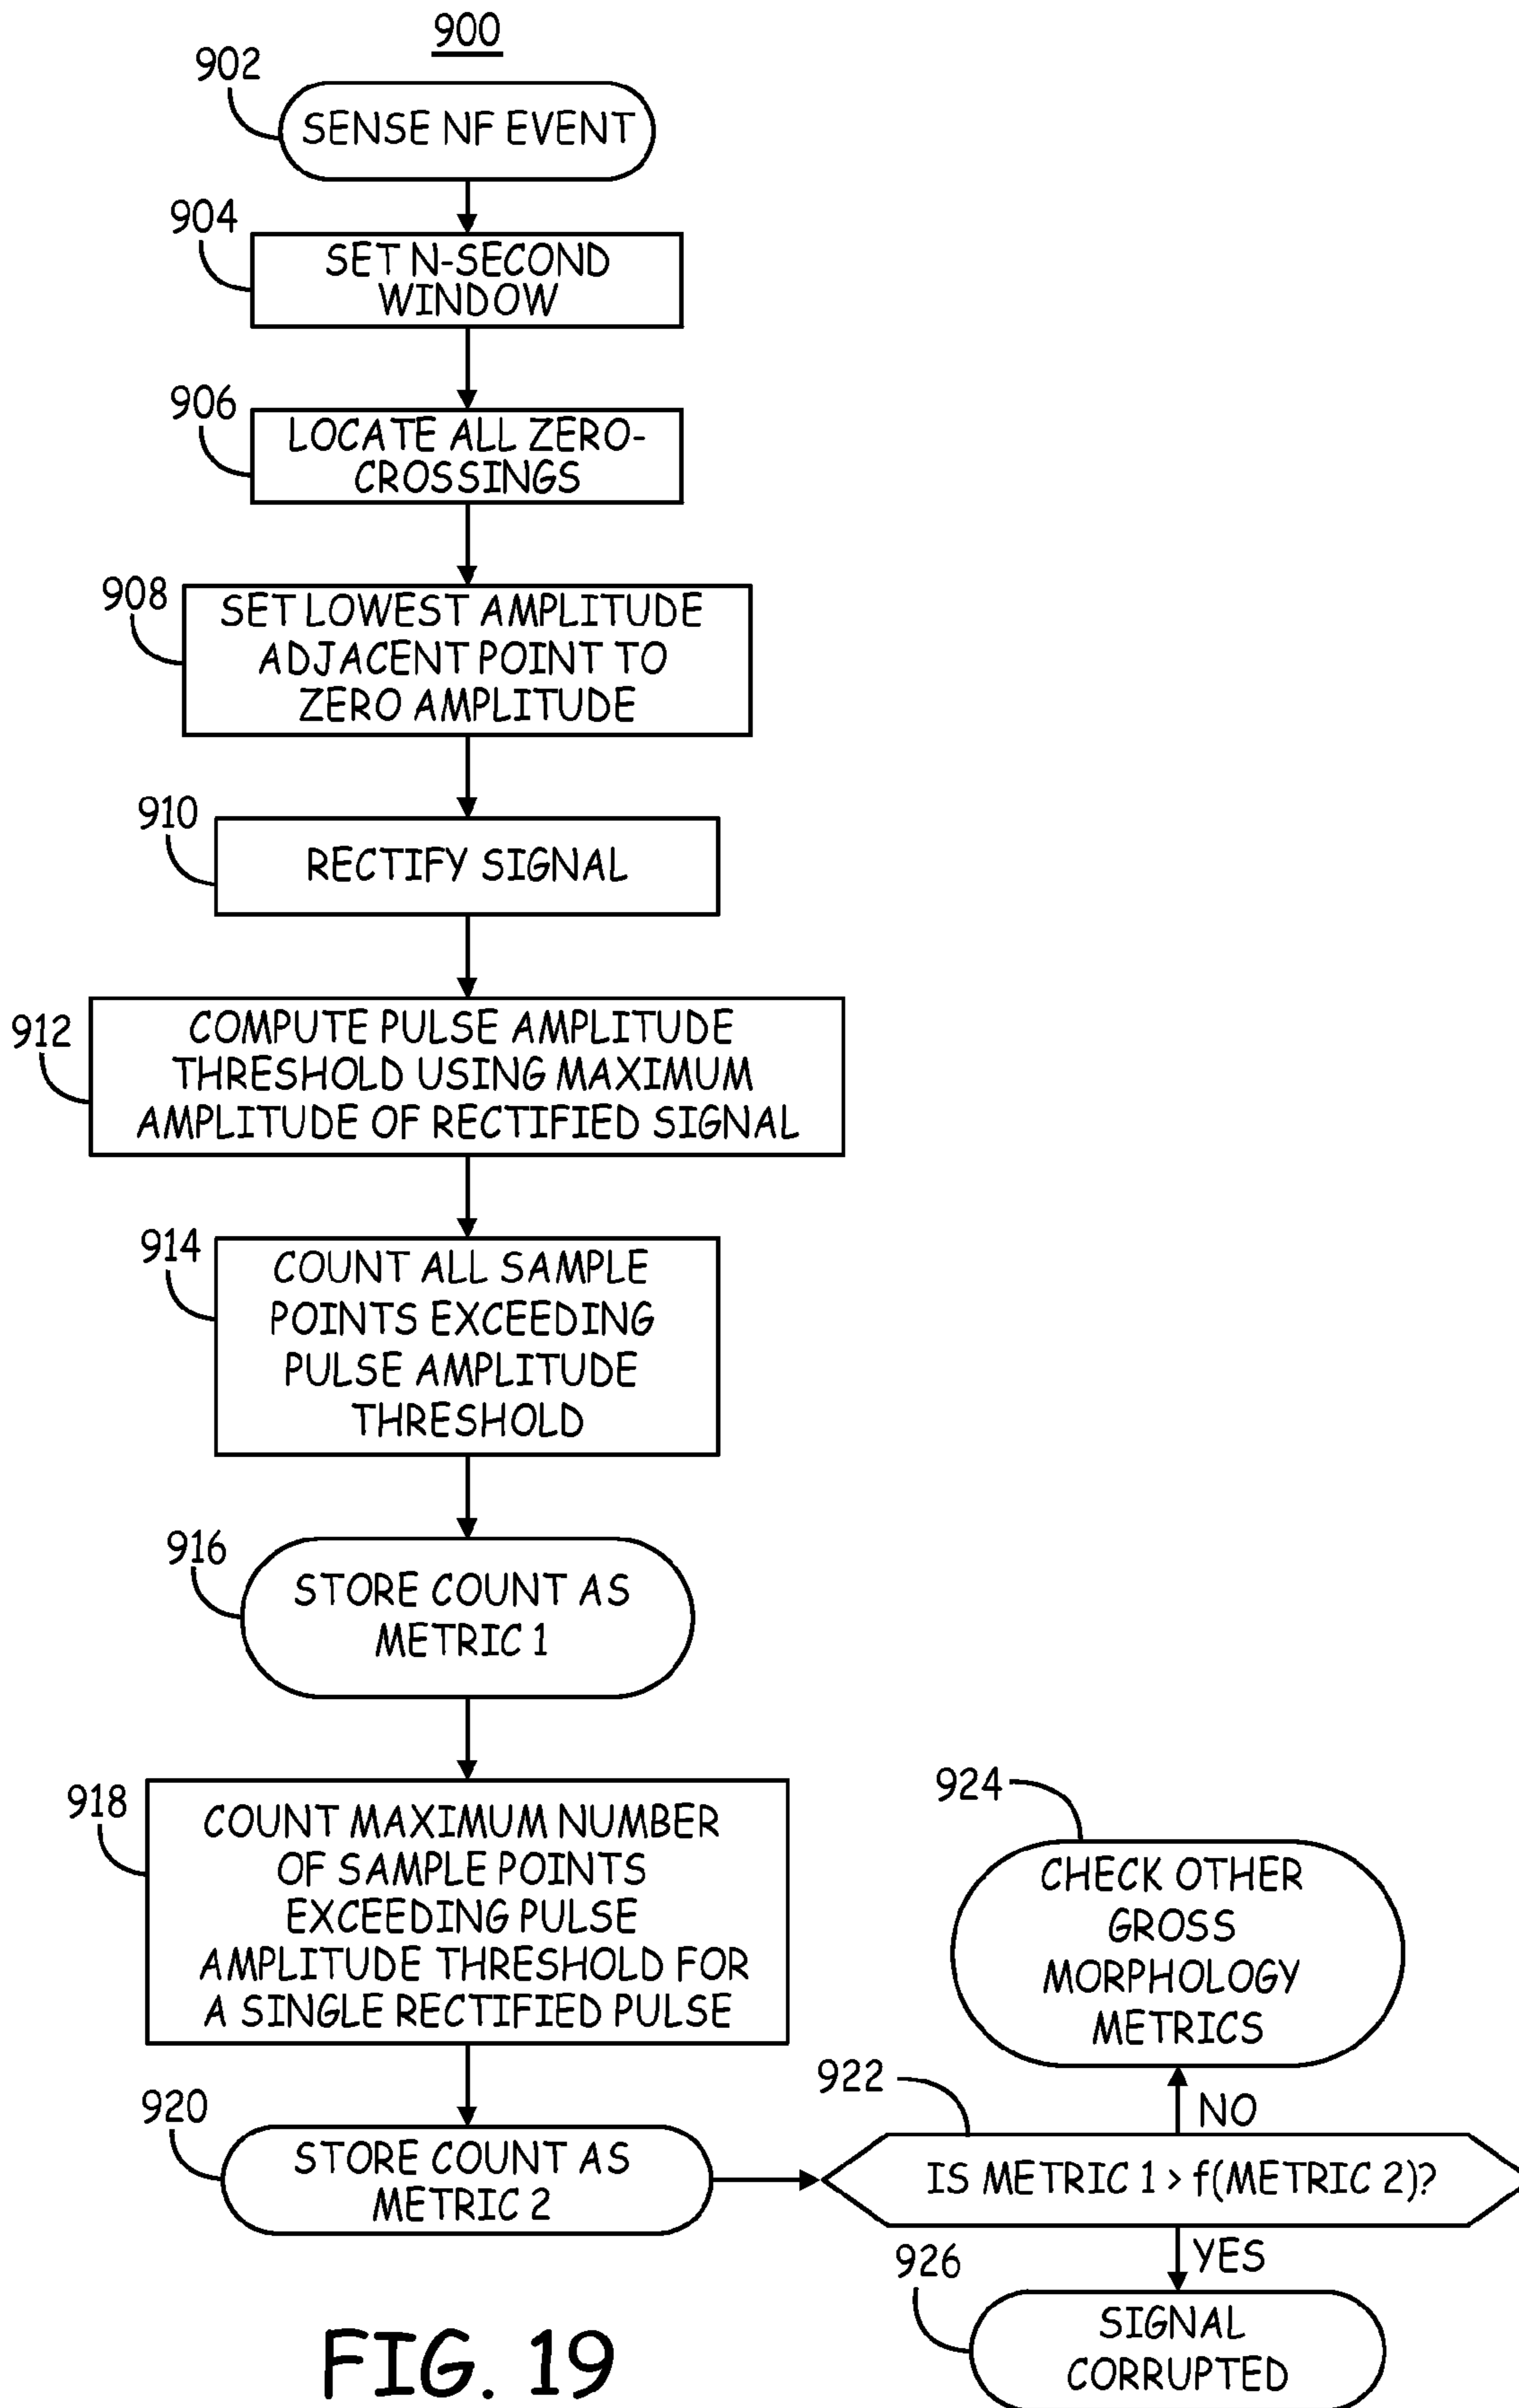 900
902
SENSE NF EVENT
904
SET N-SECOND
WINDOW
906
LOCATE ALL ZERO-
CROSSINGS
908
SET LOWEST AMPLITUDE
ADJACENT POINT TO
ZERO AMPLITUDE
910
RECTIFY SIGNAL
912
COMPUTE PULSE AMPLITUDE
THRESHOLD USING MAXIMUM
AMPLITUDE OF RECTIFIED SIGNAL
914
COUNT ALL SAMPLE
POINTS EXCEEDING
PULSE AMPLITUDE
THRESHOLD
916
STORE COUNT AS
METRIC 1
918
COUNT MAXIMUM NUMBER
OF SAMPLE POINTS
EXCEEDING PULSE
AMPLITUDE THRESHOLD FOR
A SINGLE RECTIFIED PULSE
920
STORE COUNT AS
METRIC 2
922
IS METRIC 1 > f(METRIC 2)?
NO
924
CHECK OTHER
GROSS
MORPHOLOGY
METRICS
YES
926
SIGNAL
CORRUPTED
FIG. 19